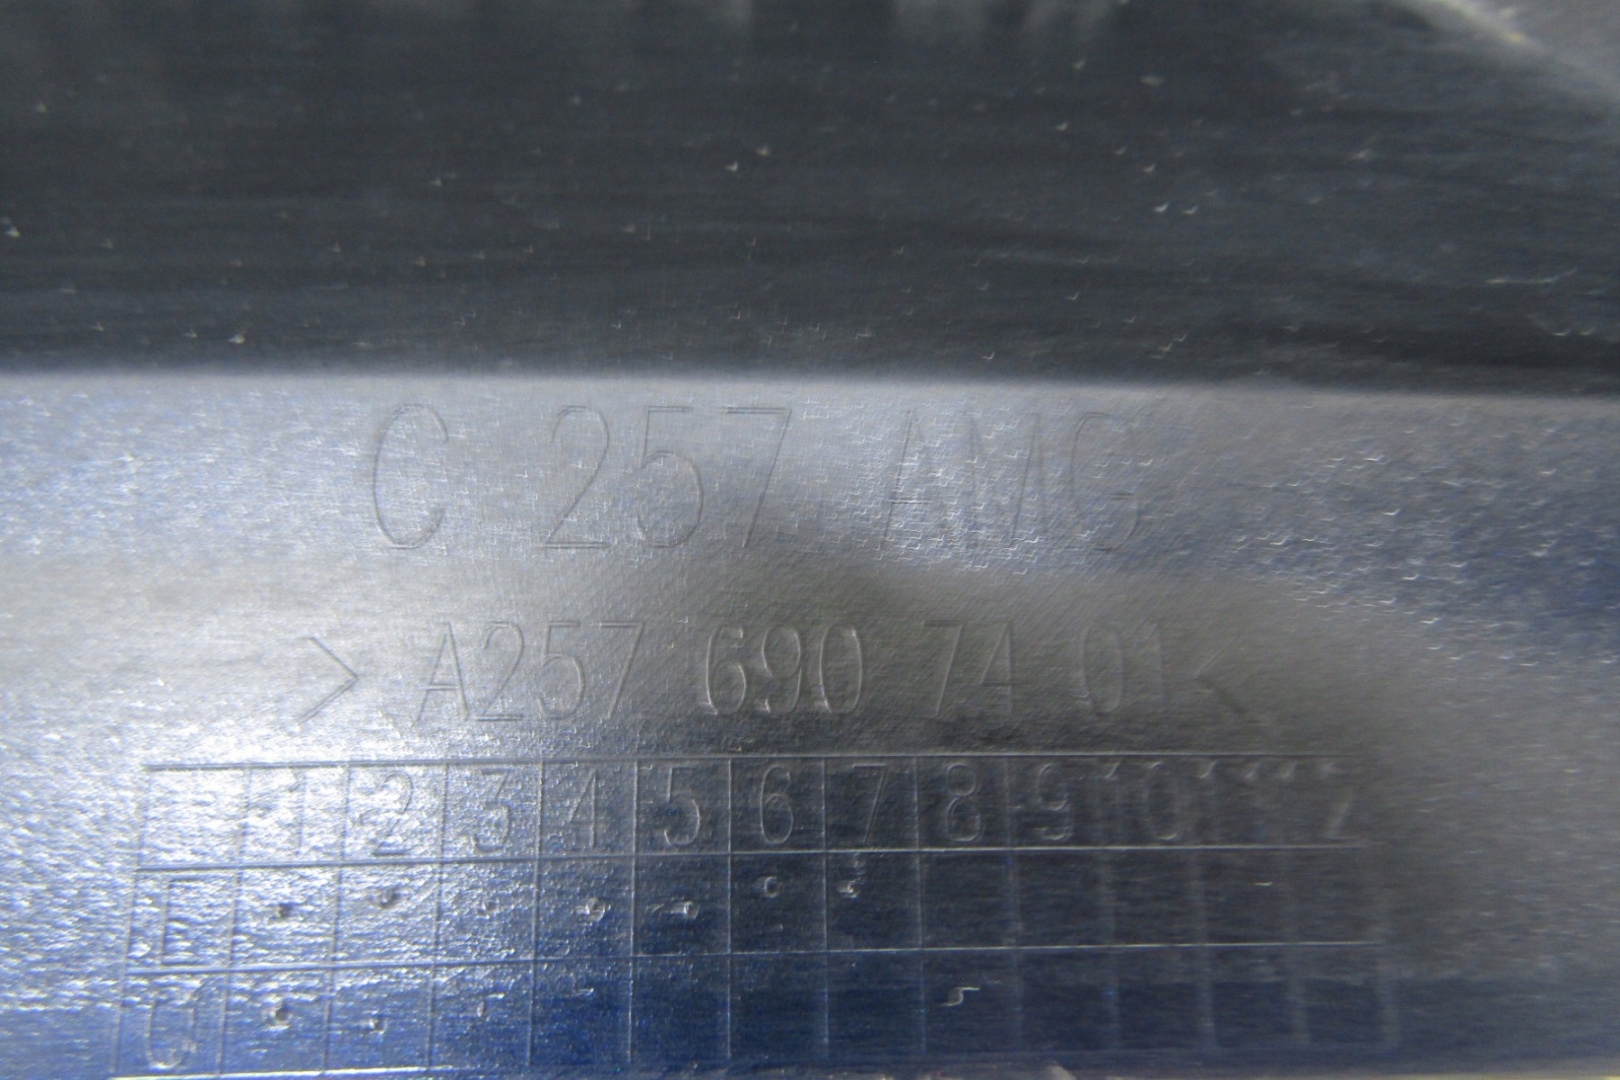 C 257 AMG
> A257 690 74 01 <
1 2 3 4 5 6 7 8 9 10 11 12
E
C